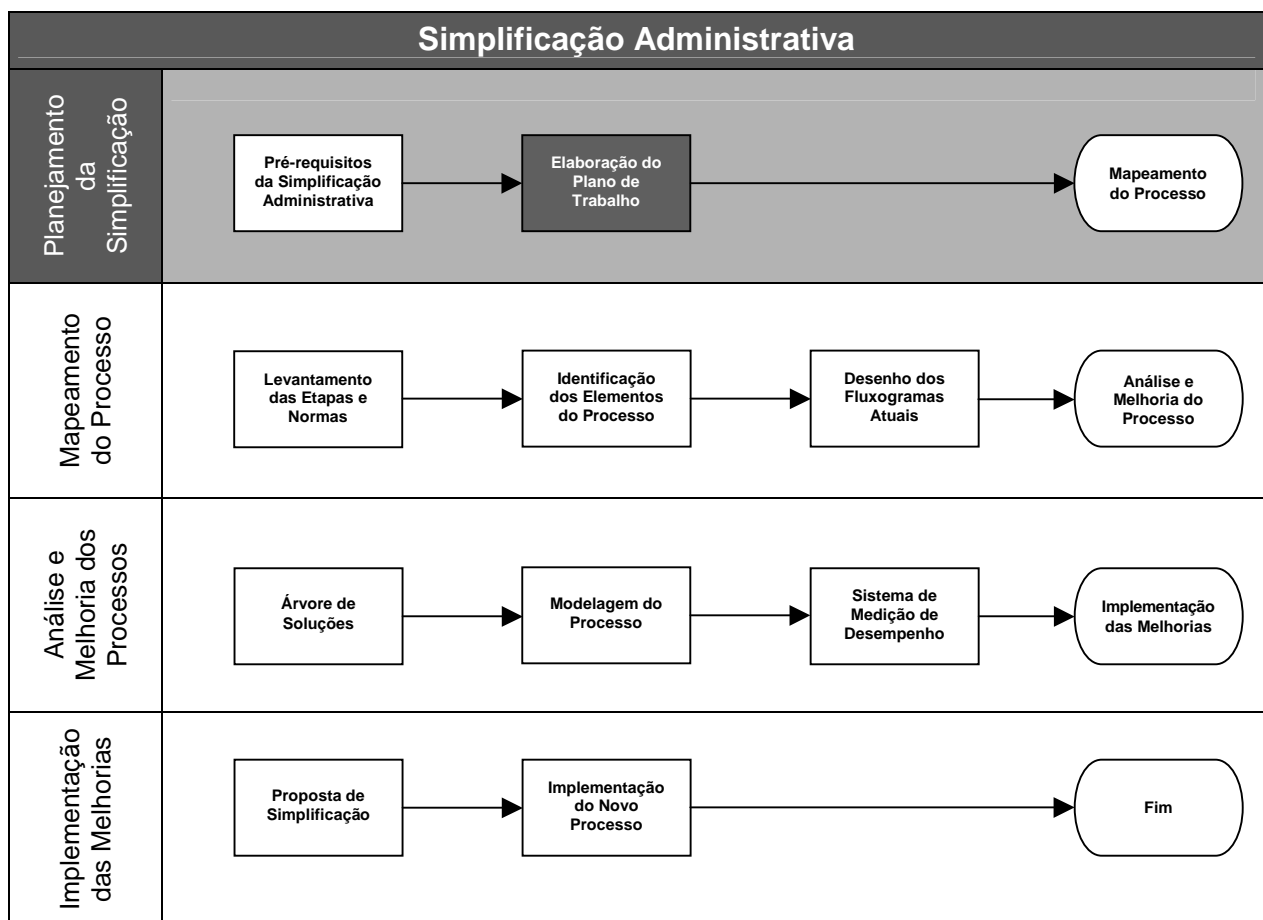 Simplificação Administrativa
Planejamento
da
Simplificação
Pré-requisitos
da Simplificação
Administrativa
Elaboração do
Plano de
Trabalho
Mapeamento
do Processo
Mapeamento
do Processo
Levantamento
das Etapas e
Normas
Identificação
dos Elementos
do Processo
Desenho dos
Fluxogramas
Atuais
Análise e
Melhoria do
Processo
Análise e
Melhoria dos
Processos
Árvore de
Soluções
Modelagem do
Processo
Sistema de
Medição de
Desempenho
Implementação
das Melhorias
Implementação
das Melhorias
Proposta de
Simplificação
Implementação
do Novo
Processo
Fim